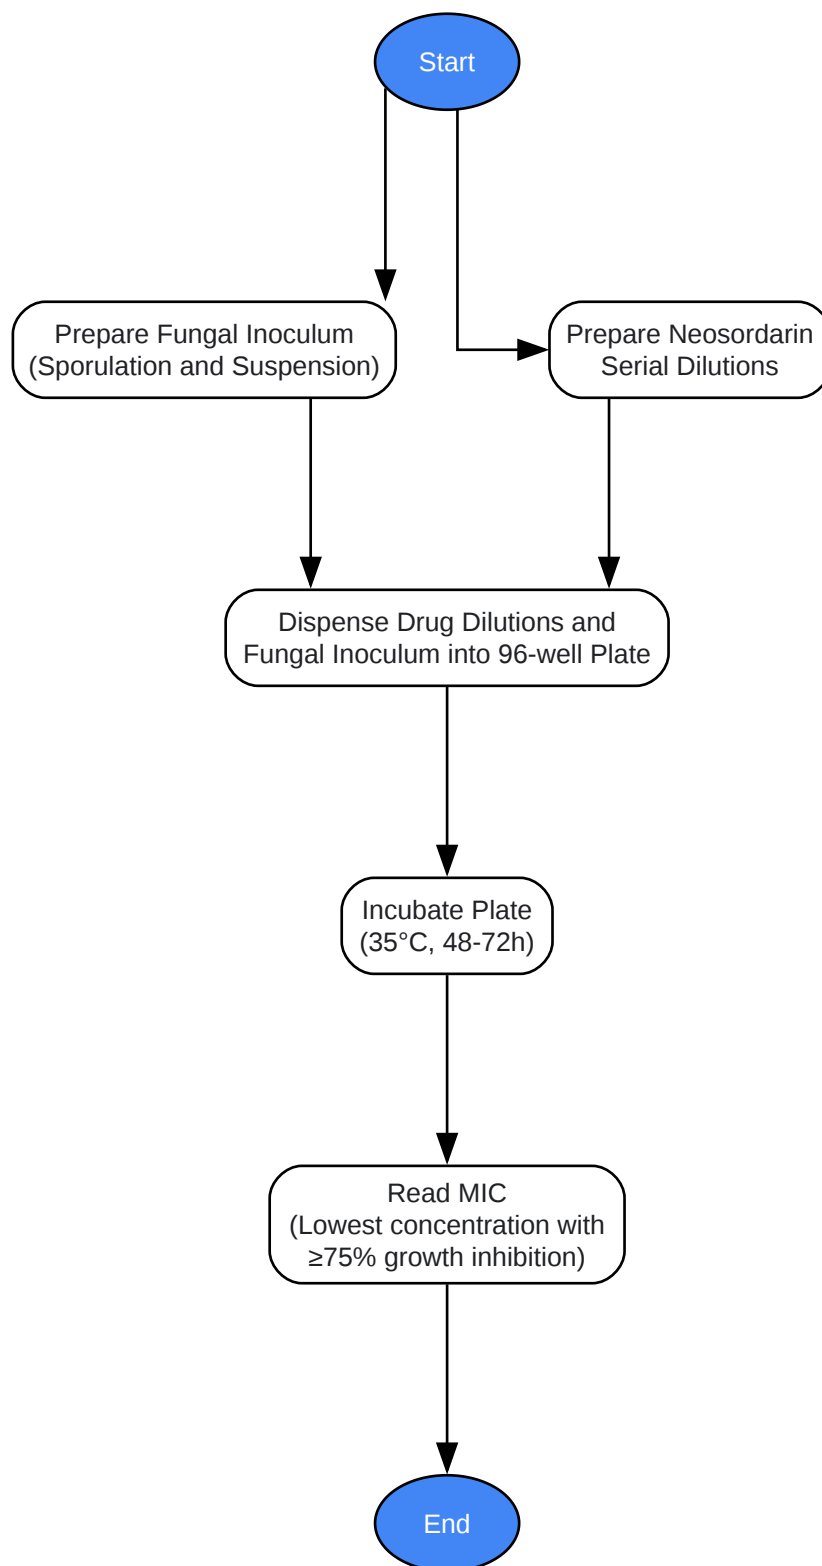 Start
Prepare Fungal Inoculum
(Sporulation and Suspension)
Prepare Neosordarin
Serial Dilutions
Dispense Drug Dilutions and
Fungal Inoculum into 96-well Plate
Incubate Plate
(35°C, 48-72h)
Read MIC
(Lowest concentration with
≥75% growth inhibition)
End